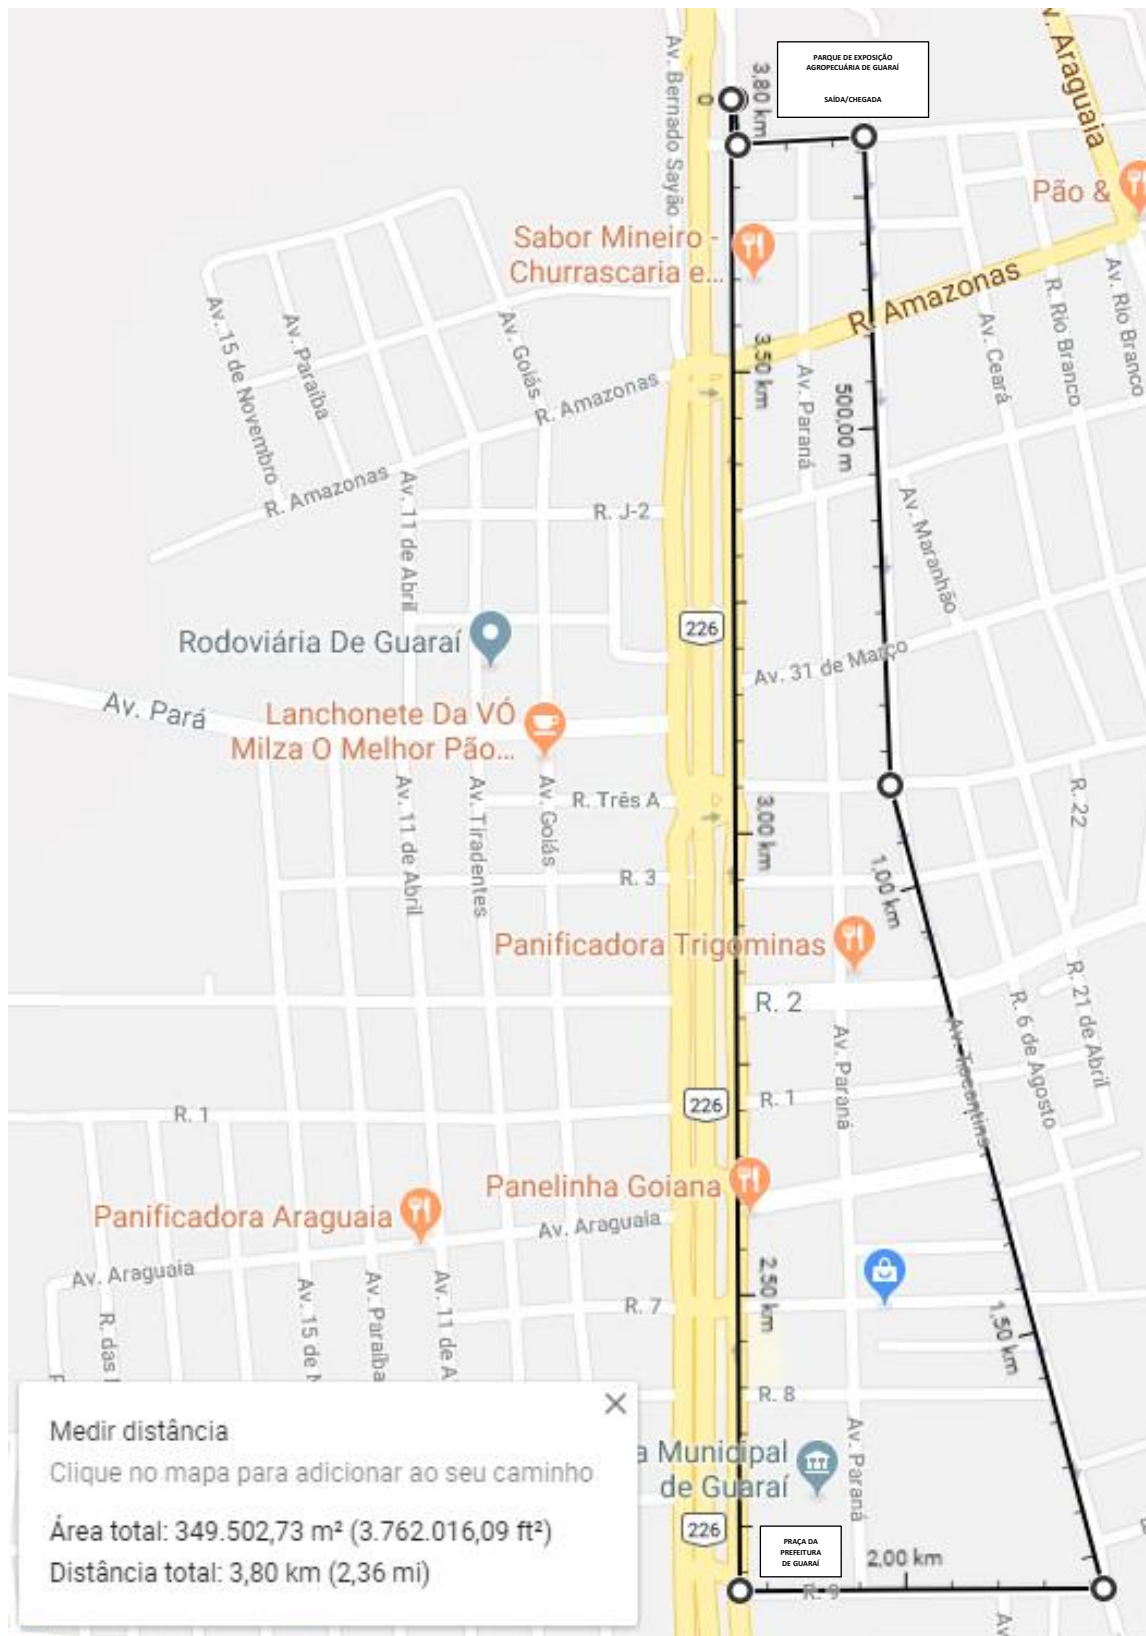 PARQUE DE EXPOSIÇÃO
AGROPECUÁRIA DE GUARAÍ
SAÍDA/CHEGADA
0
3,80 km
Av. Bernado Sayão
Araguaia
Pão &
Sabor Mineiro -
Churrascaria e...
R. Amazonas
Av. 15 de Novembro
Av. Paraíba
Av. Goiás
R. Amazonas
R. Amazonas
3,50 km
Av. Paraná
500,00 m
Av. Ceará
R. Rio Branco
Av. Rio Branco
Av. 11 de Abril
R. J-2
Av. Maranhão
226
Rodoviária De Guaraí
Av. 31 de Março
Av. Pará
Lanchonete Da VÓ
Milza O Melhor Pão...
Av. 11 de Abril
Av. Tiradentes
Av. Goiás
R. Três A
3,00 km
R. 22
R. 3
1,00 km
Panificadora Trigominas
R. 2
Av. Paraná
Av. Tocantins
R. 6 de Agosto
R. 21 de Abril
R. 1
226
R. 1
Panelinha Goiana
Panificadora Araguaia
Av. Araguaia
Av. Araguaia
R. das
Av. 15 de N
Av. Paraíba
Av. 11 de A
R. 7
2,50 km
1,50 km
R. 8
Medir distância
Clique no mapa para adicionar ao seu caminho
Área total: 349.502,73 m² (3.762.016,09 ft²)
Distância total: 3,80 km (2,36 mi)
a Municipal
de Guaraí
Av. Paraná
226
PRAÇA DA
PREFEITURA
DE GUARAÍ
2,00 km
R. 9
Av